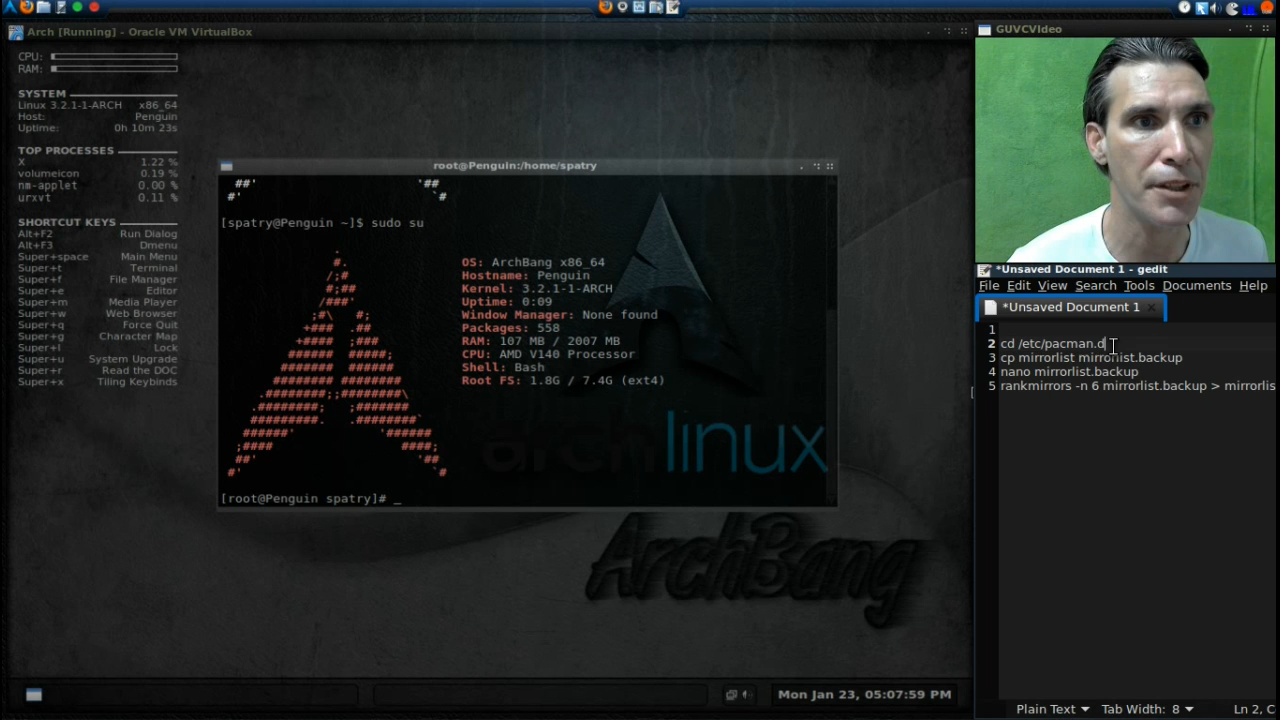 Arch [Running] - Oracle VM VirtualBox
CPU:
RAM:
SYSTEM
Linux 3.2.1-1-ARCH x86_64
Host: Penguin
Uptime: 0h 10m 23s
TOP PROCESSES
X 1.22 %
volumeicon 0.19 %
nm-applet 0.00 %
urxvt 0.11 %
SHORTCUT KEYS
Alt+F2 Run Dialog
Alt+F3 Dmenu
Super+space Main Menu
Super+t Terminal
Super+f File Manager
Super+e Editor
Super+m Media Player
Super+w Web Browser
Super+q Force Quit
Super+g Character Map
Super+l Lock
Super+u System Upgrade
Super+r Read the DOC
Super+x Tiling Keybinds
root@Penguin:/home/spatry
[spatry@Penguin ~]$ sudo su
OS: ArchBang x86_64
Hostname: Penguin
Kernel: 3.2.1-1-ARCH
Uptime: 0:09
Window Manager: None found
Packages: 558
RAM: 107 MB / 2007 MB
CPU: AMD V140 Processor
Shell: Bash
Root FS: 1.8G / 7.4G (ext4)
[root@Penguin spatry]# _
archlinux
ArchBang
Mon Jan 23, 05:07:59 PM
GUVCVideo
*Unsaved Document 1 - gedit
File Edit View Search Tools Documents Help
*Unsaved Document 1
1
2 cd /etc/pacman.d
3 cp mirrorlist mirrorlist.backup
4 nano mirrorlist.backup
5 rankmirrors -n 6 mirrorlist.backup > mirrorlis
Plain Text Tab Width: 8 Ln 2, C